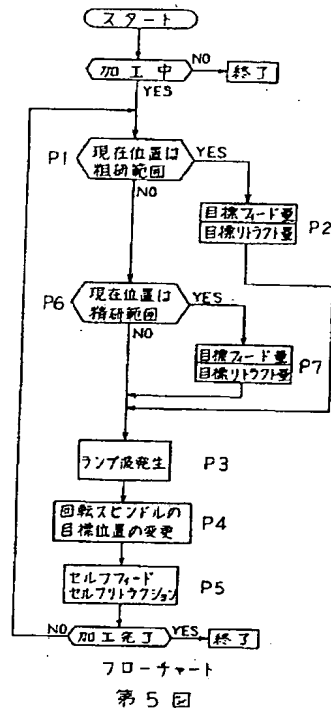 スタート
加工中
NO
終了
YES
P1
現在位置は
粗研範囲
YES
NO
目標フィード量
目標リトラクト量
P2
P6
現在位置は
精研範囲
YES
NO
目標フィード量
目標リトラクト量
P7
ランプ波発生
P3
回転スピンドルの
目標位置の変更
P4
セルフフィード
セルフリトラクション
P5
NO
加工完了
YES
終了
フローチャート
第5図